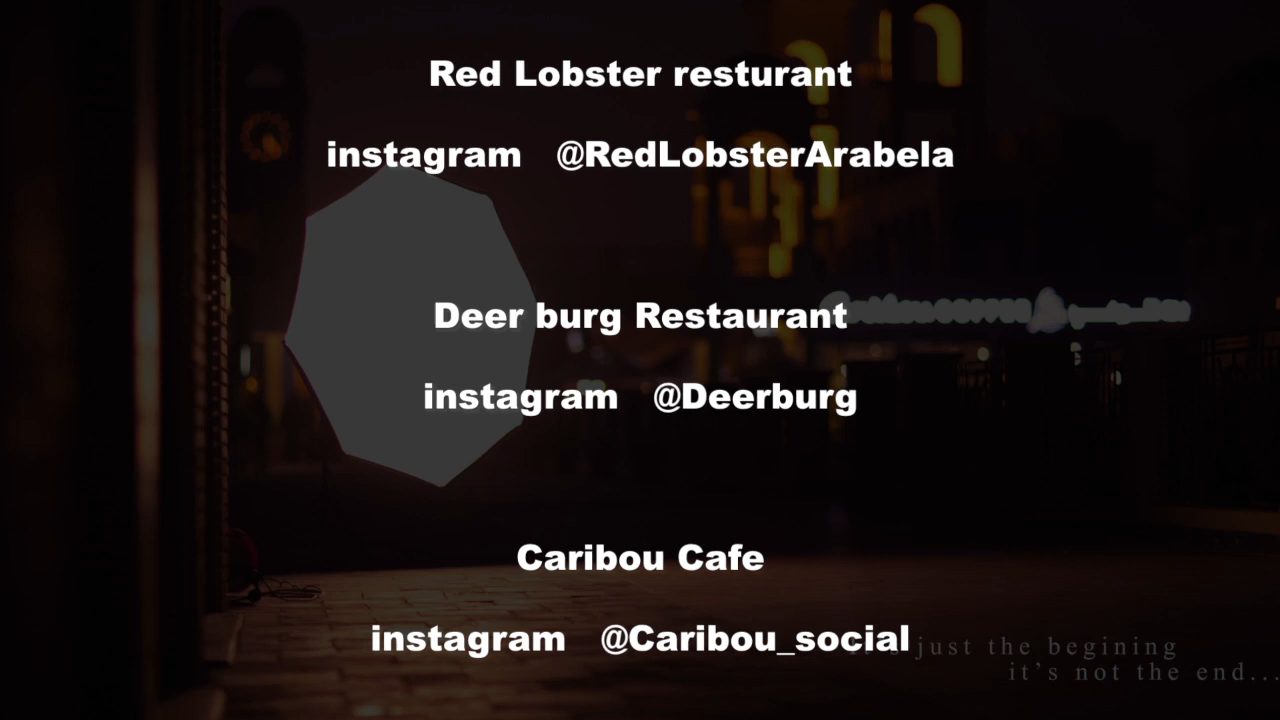 Red Lobster resturant
instagram @RedLobsterArabela
Deer burg Restaurant
instagram @Deerburg
Caribou Cafe
instagram @Caribou_social
just the begining
it's not the end...